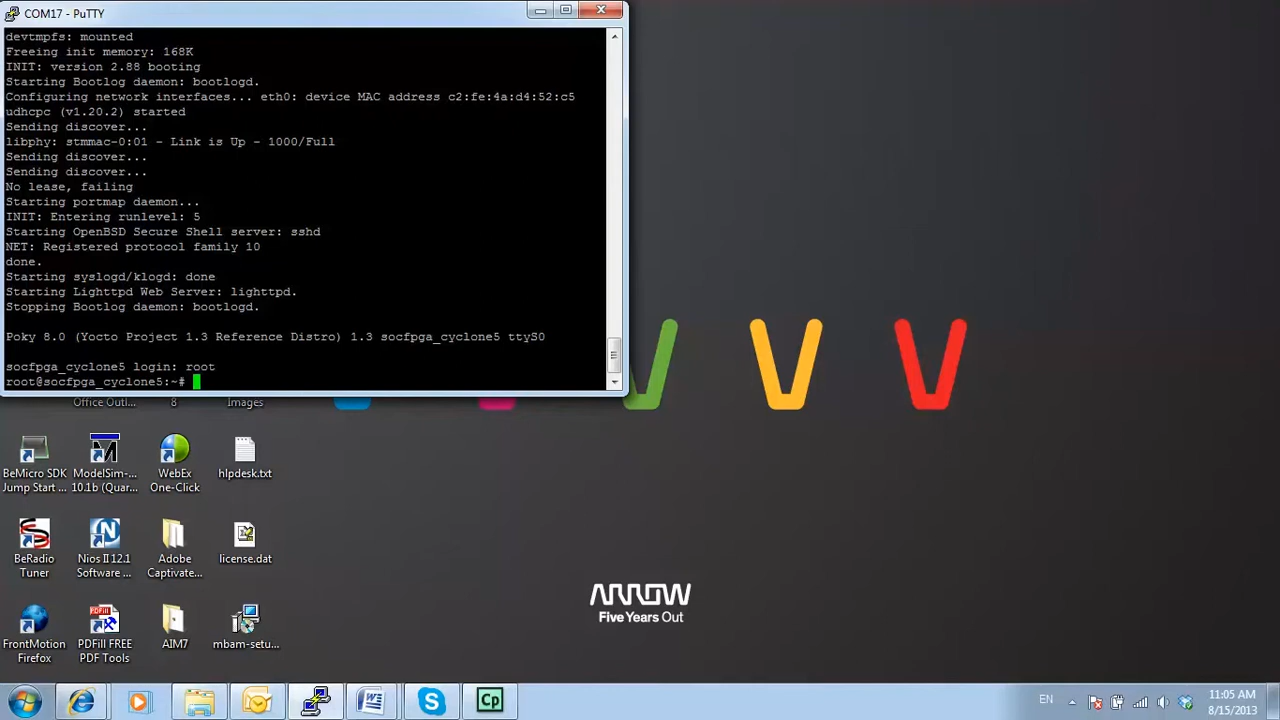 COM17 - PuTTY
devtmpfs: mounted
Freeing init memory: 168K
INIT: version 2.88 booting
Starting Bootlog daemon: bootlogd.
Configuring network interfaces... eth0: device MAC address c2:fe:4a:d4:52:c5
udhcpc (v1.20.2) started
Sending discover...
libphy: stmmac-0:01 - Link is Up - 1000/Full
Sending discover...
Sending discover...
No lease, failing
Starting portmap daemon...
INIT: Entering runlevel: 5
Starting OpenBSD Secure Shell server: sshd
NET: Registered protocol family 10
done.
Starting syslogd/klogd: done
Starting Lighttpd Web Server: lighttpd.
Stopping Bootlog daemon: bootlogd.
Poky 8.0 (Yocto Project 1.3 Reference Distro) 1.3 socfpga_cyclone5 ttyS0
socfpga_cyclone5 login: root
root@socfpga_cyclone5:~#
Office Outl... 8 Images
BeMicro SDK ModelSim-... WebEx hlpdesk.txt
Jump Start ... 10.1b (Quar... One-Click
BeRadio Nios II 12.1 Adobe license.dat
Tuner Software ... Captivate...
PDFill
FrontMotion PDFill FREE AIM7 mbam-setu...
Firefox PDF Tools
ARROW
Five Years Out
Cp
EN
11:05 AM
8/15/2013